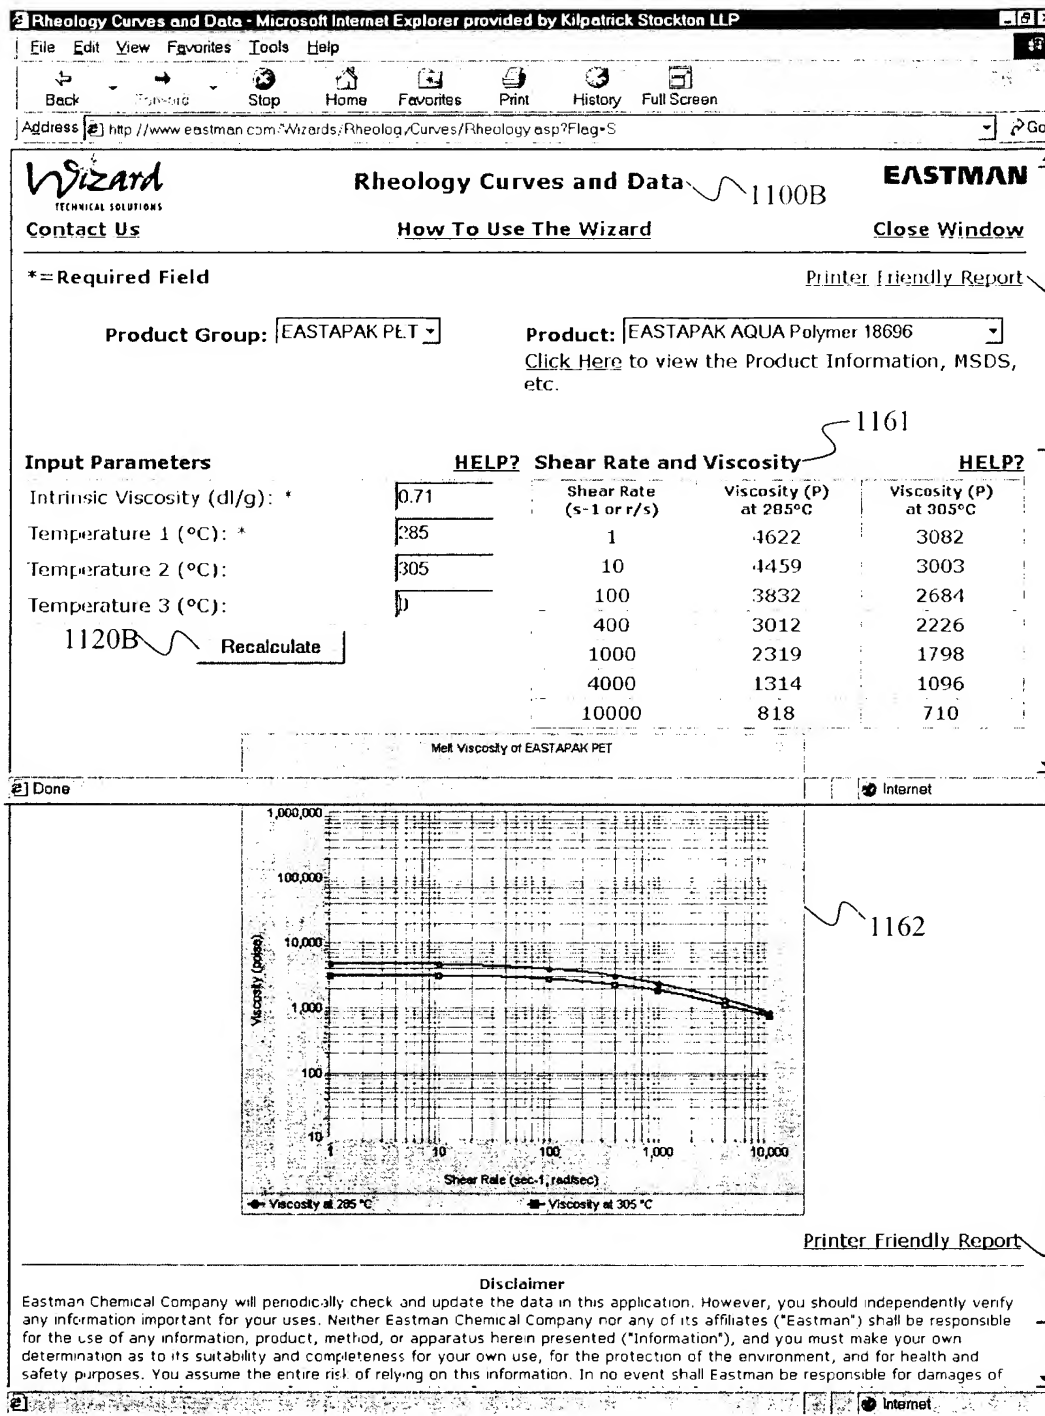 Rheology Curves and Data - Microsoft Internet Explorer provided by Kilpatrick Stockton LLP
File Edit View Favorites Tools Help
Back Forward Stop Home Favorites Print History Full Screen
Address http://www.eastman.com/Wizards/Rheolog/Curves/Rheology.asp?Flag=S Go
Wizard
TECHNICAL SOLUTIONS
Rheology Curves and Data
1100B
EASTMAN
Contact Us How To Use The Wizard Close Window
*=Required Field Printer Friendly Report
Product Group: EASTAPAK PET Product: EASTAPAK AQUA Polymer 18696
Click Here to view the Product Information, MSDS,
etc.
1161
Input Parameters HELP? Shear Rate and Viscosity HELP?
Intrinsic Viscosity (dl/g): * 0.71
Temperature 1 (ºC): * 285
Temperature 2 (ºC): 305
Temperature 3 (ºC): 0
1120B Recalculate
Shear Rate Viscosity (P) Viscosity (P)
(s-1 or r/s) at 285ºC at 305ºC
1 4622 3082
10 4459 3003
100 3832 2684
400 3012 2226
1000 2319 1798
4000 1314 1096
10000 818 710
Melt Viscosity of EASTAPAK PET
Done Internet
1,000,000
100,000
10,000
1,000
100
10
Viscosity (poise)
1162
1 10 100 1,000 10,000
Shear Rate (sec-1, rad/sec)
Viscosity at 285 °C Viscosity at 305 °C
Printer Friendly Report
Disclaimer
Eastman Chemical Company will periodically check and update the data in this application. However, you should independently verify
any information important for your uses. Neither Eastman Chemical Company nor any of its affiliates ("Eastman") shall be responsible
for the use of any information, product, method, or apparatus herein presented ("Information"), and you must make your own
determination as to its suitability and completeness for your own use, for the protection of the environment, and for health and
safety purposes. You assume the entire risk of relying on this information. In no event shall Eastman be responsible for damages of
Internet